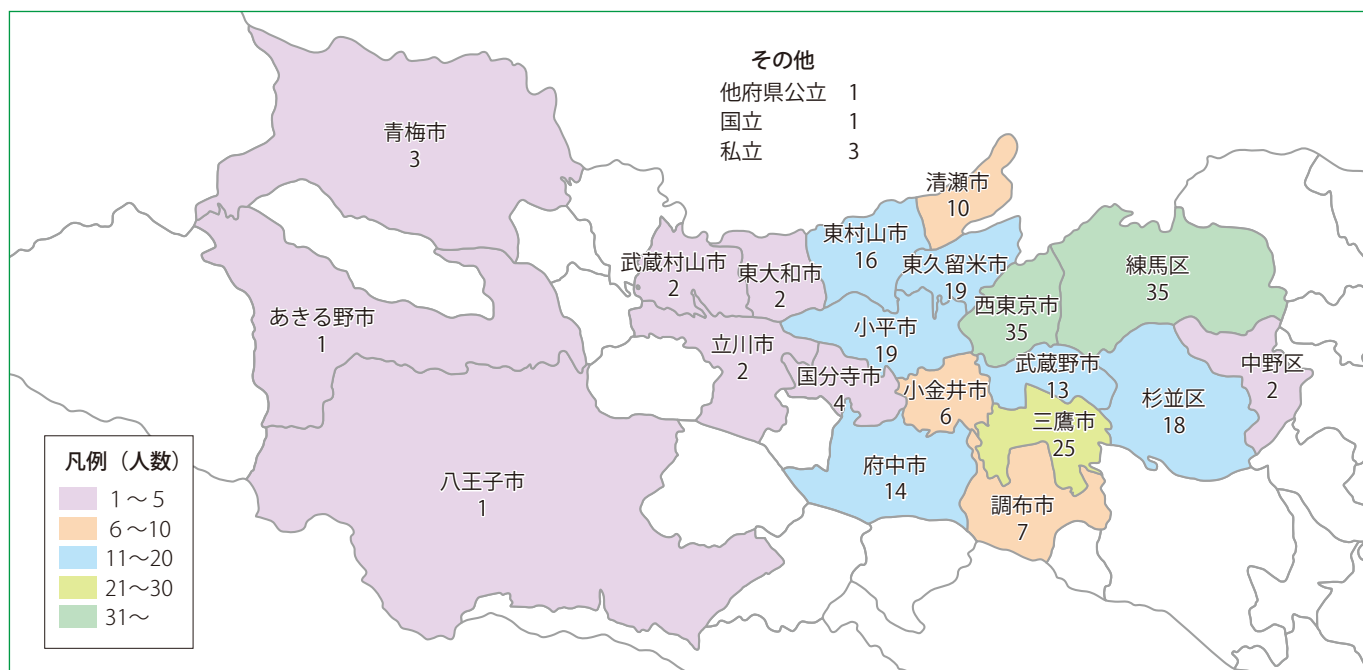 その他
他府県公立 1
国立 1
私立 3
青梅市
3
清瀬市
10
武蔵村山市
2
東大和市
2
東村山市
16
東久留米市
19
練馬区
35
あきる野市
1
立川市
2
小平市
19
西東京市
35
国分寺市
4
小金井市
6
武蔵野市
13
杉並区
18
中野区
2
三鷹市
25
八王子市
1
府中市
14
調布市
7
凡例（人数）
1～5
6～10
11～20
21～30
31～